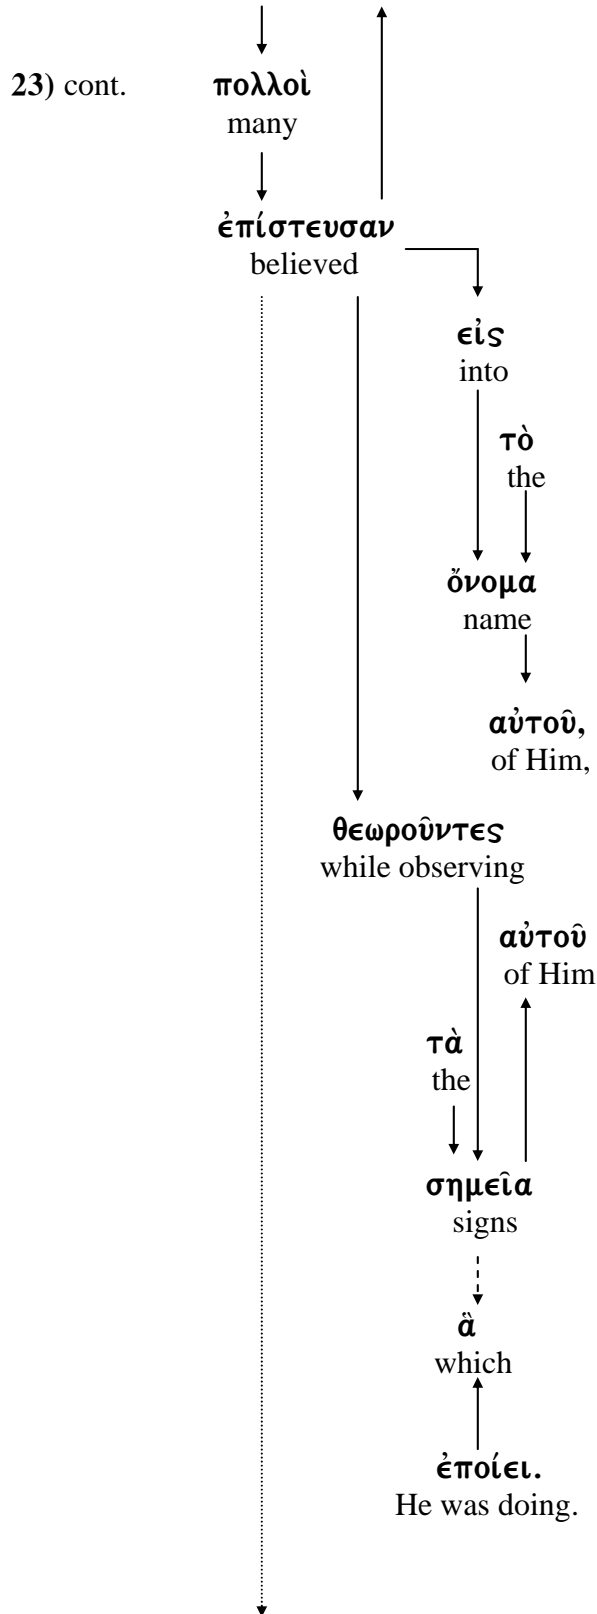 23) cont. πολλοὶ
many
ἐπίστευσαν
believed
εἰς
into
τὸ
the
ὄνομα
name
αὐτοῦ,
of Him,
θεωροῦντες
while observing
αὐτοῦ
of Him
τὰ
the
σημεῖα
signs
ἃ
which
ἐποίει.
He was doing.